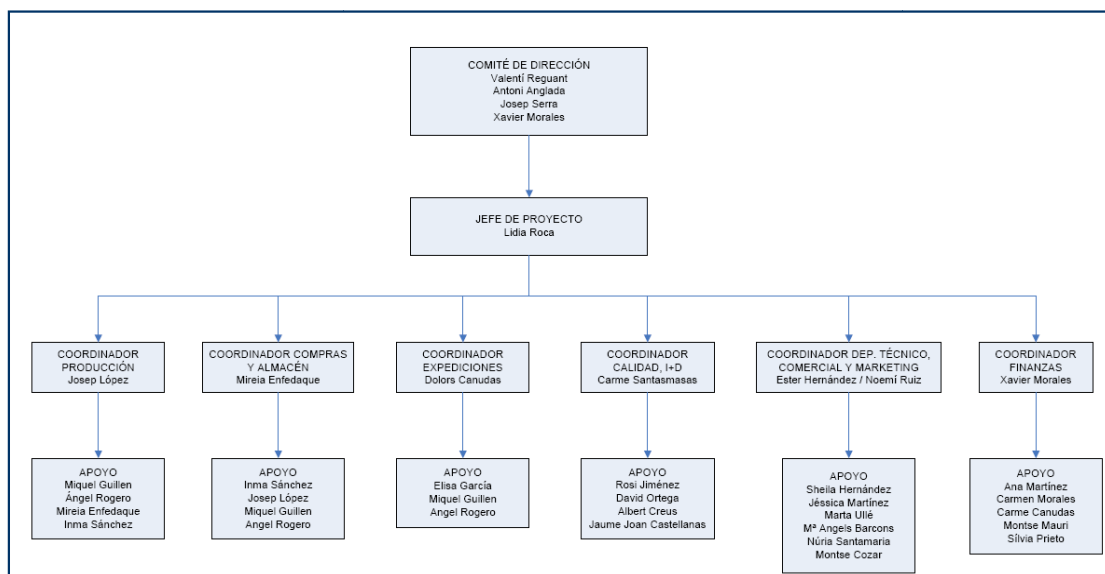 COMITÉ DE DIRECCIÓN
Valentí Reguant
Antoni Anglada
Josep Serra
Xavier Morales
JEFE DE PROYECTO
Lidia Roca
COORDINADOR
PRODUCCIÓN
Josep López
COORDINADOR COMPRAS
Y ALMACÉN
Mireia Enfedaque
COORDINADOR
EXPEDICIONES
Dolors Canudas
COORDINADOR
CALIDAD, I+D
Carme Santasmasas
COORDINADOR DEP. TÉCNICO,
COMERCIAL Y MARKETING
Ester Hernández / Noemí Ruiz
COORDINADOR
FINANZAS
Xavier Morales
APOYO
Miquel Guillen
Ángel Rogero
Mireia Enfedaque
Inma Sánchez
APOYO
Inma Sánchez
Josep López
Miquel Guillen
Angel Rogero
APOYO
Elisa García
Miquel Guillen
Angel Rogero
APOYO
Rosi Jiménez
David Ortega
Albert Creus
Jaume Joan Castellanas
APOYO
Sheila Hernández
Jéssica Martínez
Marta Ullé
Mª Angels Barcons
Núria Santamaria
Montse Cozar
APOYO
Ana Martínez
Carmen Morales
Carme Canudas
Montse Mauri
Sílvia Prieto